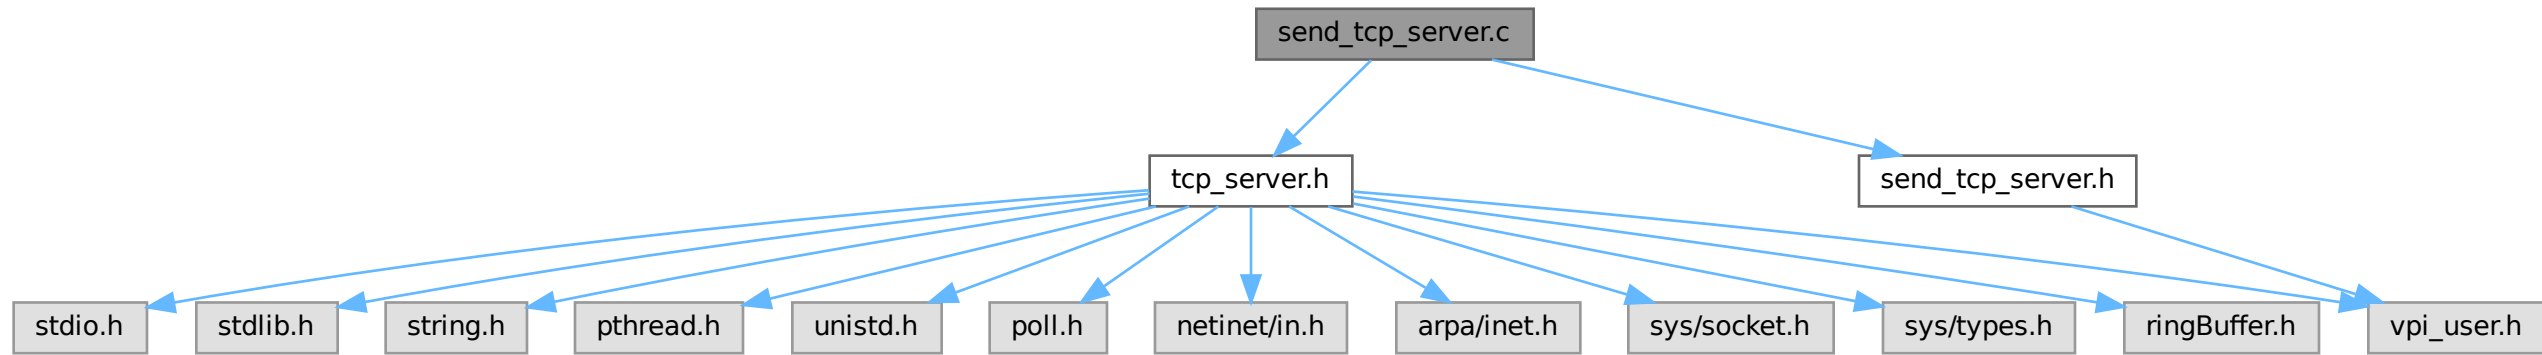 send_tcp_server.c
tcp_server.h
send_tcp_server.h
stdio.h
stdlib.h
string.h
pthread.h
unistd.h
poll.h
netinet/in.h
arpa/inet.h
sys/socket.h
sys/types.h
ringBuffer.h
vpi_user.h